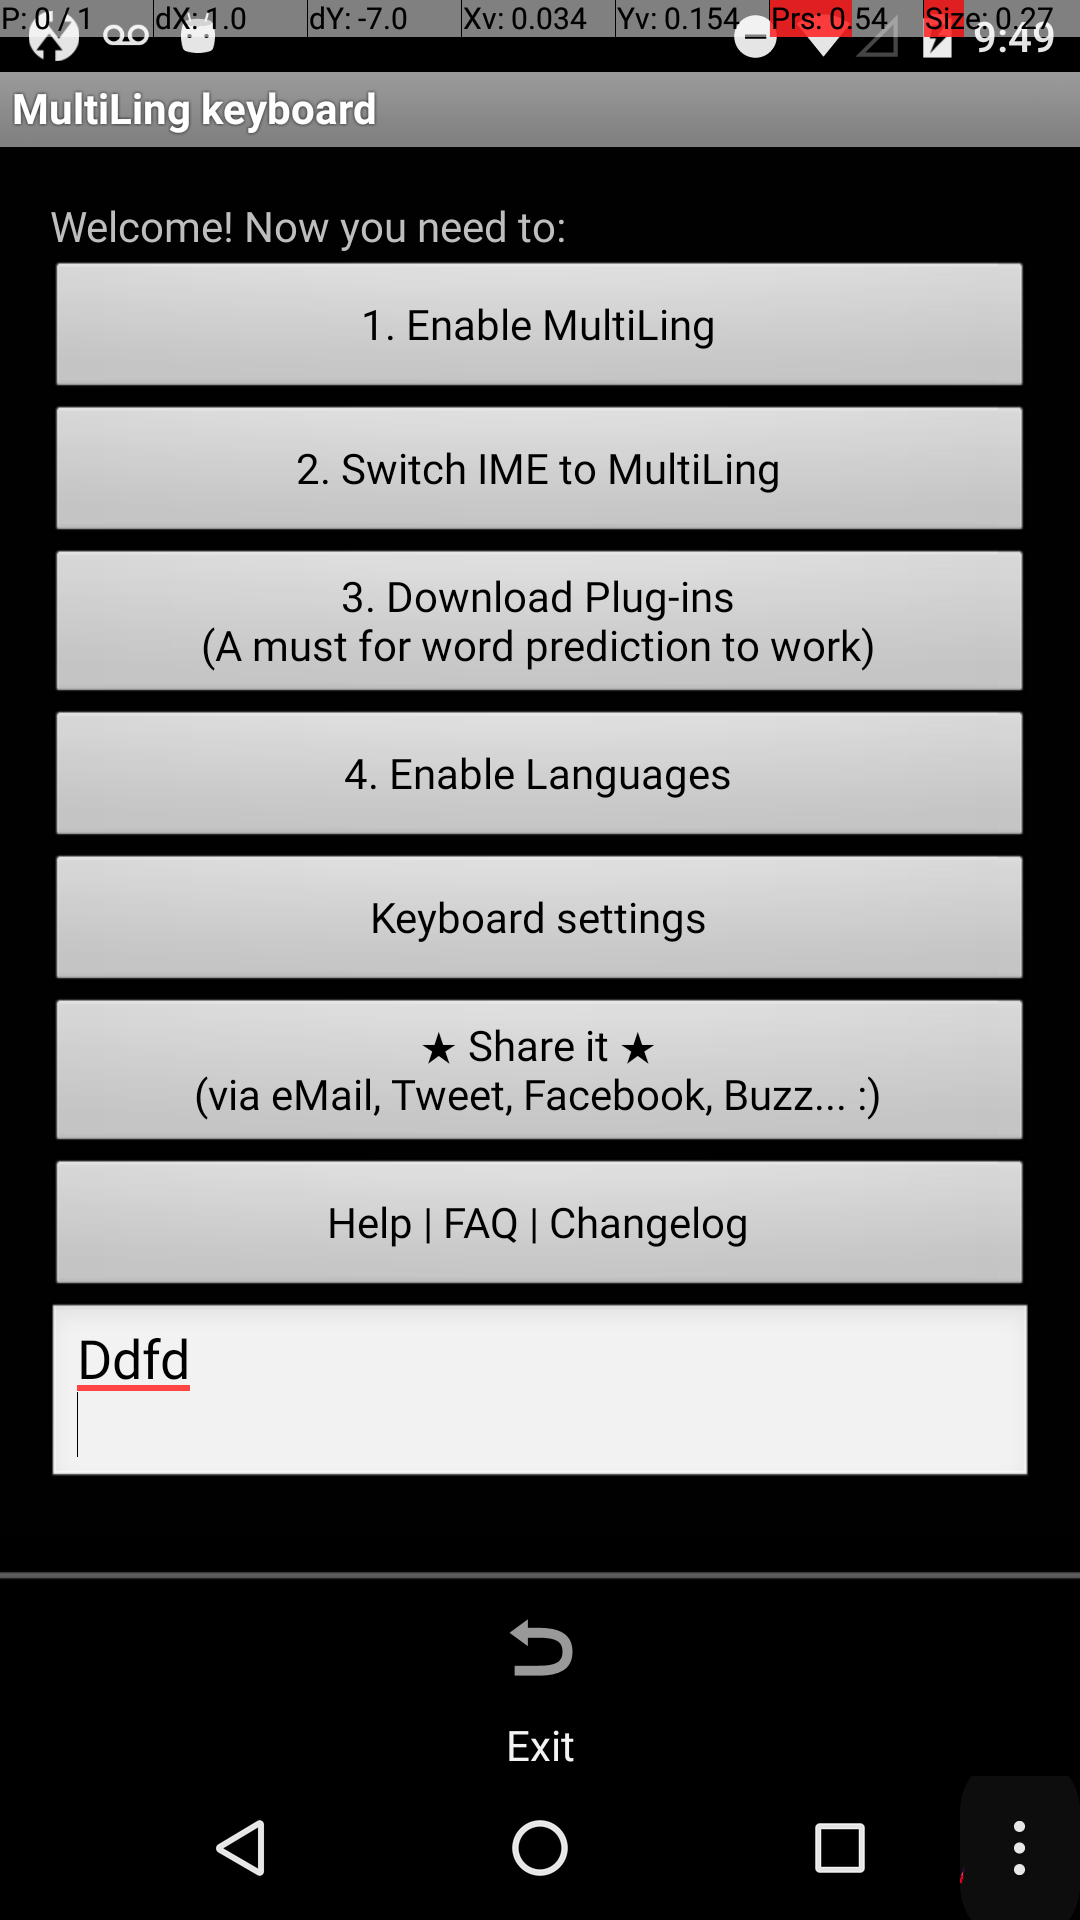 P: 0 / 1 dX: 1.0 dY: -7.0 Xv: 0.034 Yv: 0.154 Prs: 0.54 Size: 0.27
9:49
MultiLing keyboard
Welcome! Now you need to:
1. Enable MultiLing
2. Switch IME to MultiLing
3. Download Plug-ins
(A must for word prediction to work)
4. Enable Languages
Keyboard settings
★ Share it ★
(via eMail, Tweet, Facebook, Buzz... :)
Help | FAQ | Changelog
Ddfd
Exit